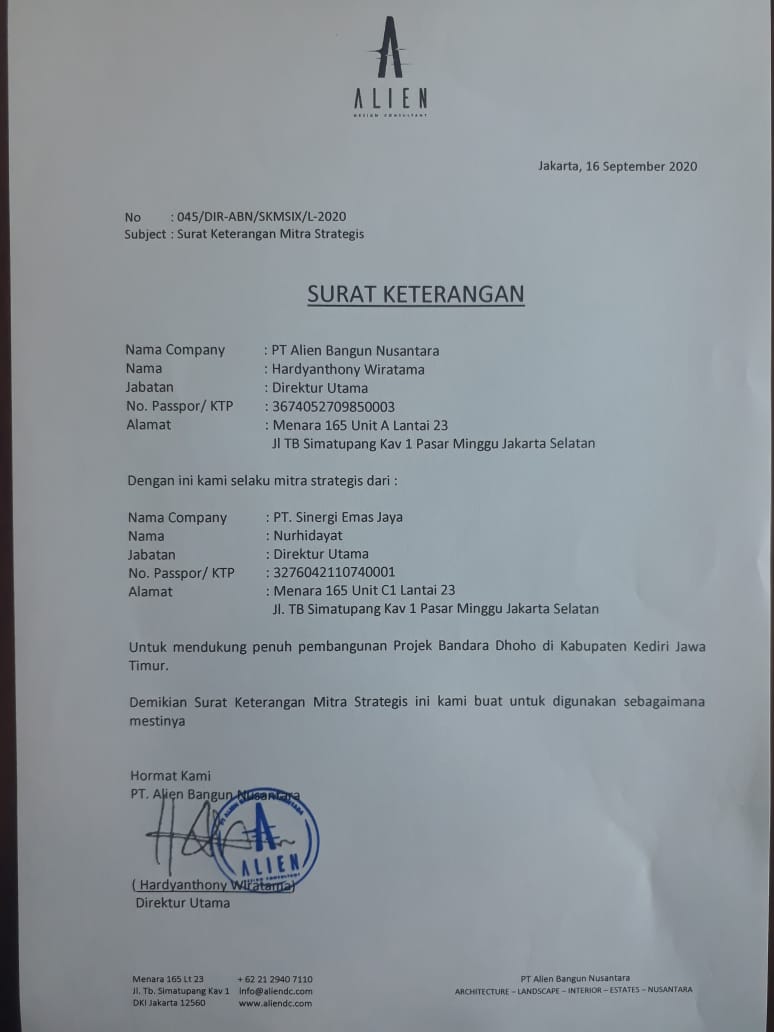 ALIEN
DESIGN CONSULTANT
Jakarta, 16 September 2020
No : 045/DIR-ABN/SKMSIX/L-2020
Subject : Surat Keterangan Mitra Strategis
SURAT KETERANGAN
Nama Company : PT Alien Bangun Nusantara
Nama : Hardyanthony Wiratama
Jabatan : Direktur Utama
No. Passpor/ KTP : 3674052709850003
Alamat : Menara 165 Unit A Lantai 23
Jl TB Simatupang Kav 1 Pasar Minggu Jakarta Selatan
Dengan ini kami selaku mitra strategis dari :
Nama Company : PT. Sinergi Emas Jaya
Nama : Nurhidayat
Jabatan : Direktur Utama
No. Passpor/ KTP : 3276042110740001
Alamat : Menara 165 Unit C1 Lantai 23
Jl. TB Simatupang Kav 1 Pasar Minggu Jakarta Selatan
Untuk mendukung penuh pembangunan Projek Bandara Dhoho di Kabupaten Kediri Jawa
Timur.
Demikian Surat Keterangan Mitra Strategis ini kami buat untuk digunakan sebagaimana
mestinya
Hormat Kami
PT. Alien Bangun Nusantara
PT ALIEN BANGUN NUSANTARA
ALIEN
DESIGN CONSULTANT
( Hardyanthony Wiratama)
Direktur Utama
Menara 165 Lt 23 + 62 21 2940 7110
Jl. Tb. Simatupang Kav 1 info@aliendc.com
DKI Jakarta 12560 www.aliendc.com
PT Alien Bangun Nusantara
ARCHITECTURE – LANDSCAPE – INTERIOR – ESTATES – NUSANTARA